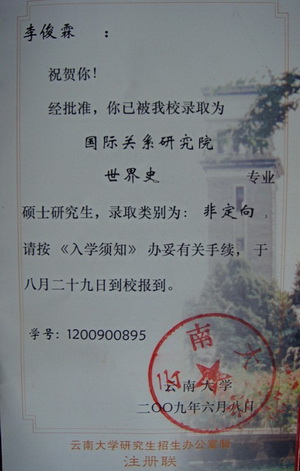 李俊霖 ：
祝贺你！
经批准，你已被我校录取为
国际关系研究院
世界史 专业
硕士研究生，录取类别为：非定向，
请按《入学须知》办妥有关手续，于
八月二十九日到校报到。
学号：1200900895
云南大学
二〇〇九年六月八日
云南大学研究生招生办公室
注册联